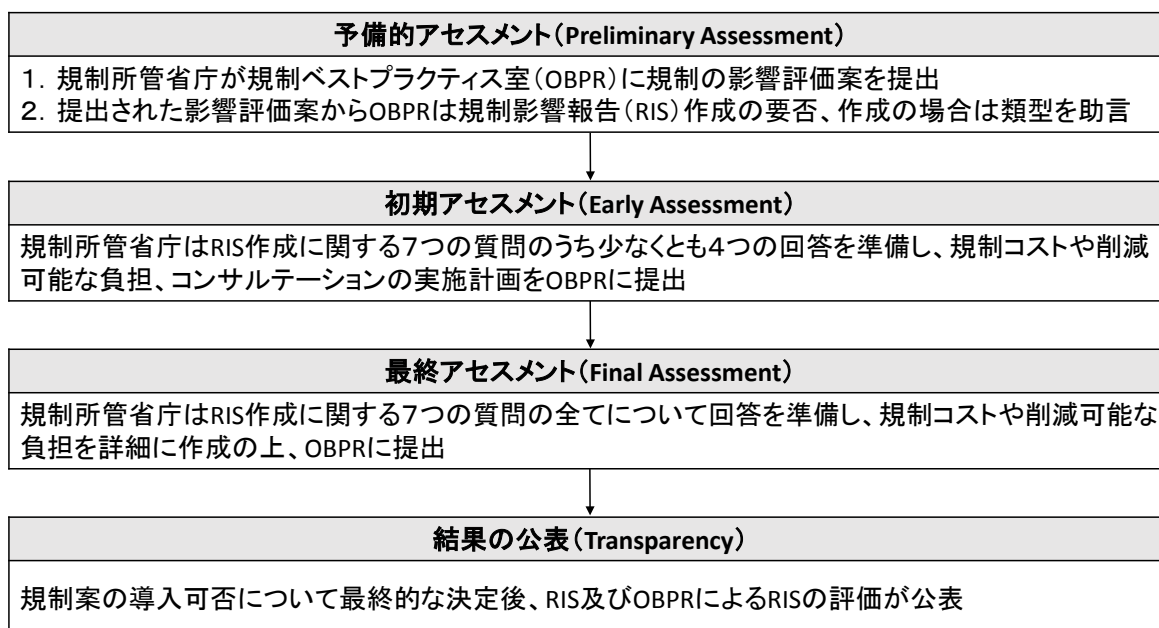 予備的アセスメント（Preliminary Assessment）
１．規制所管省庁が規制ベストプラクティス室（OBPR）に規制の影響評価案を提出
２．提出された影響評価案からOBPRは規制影響報告（RIS）作成の要否、作成の場合は類型を助言
初期アセスメント（Early Assessment）
規制所管省庁はRIS作成に関する７つの質問のうち少なくとも４つの回答を準備し、規制コストや削減
可能な負担、コンサルテーションの実施計画をOBPRに提出
最終アセスメント（Final Assessment）
規制所管省庁はRIS作成に関する７つの質問の全てについて回答を準備し、規制コストや削減可能な
負担を詳細に作成の上、OBPRに提出
結果の公表（Transparency）
規制案の導入可否について最終的な決定後、RIS及びOBPRによるRISの評価が公表